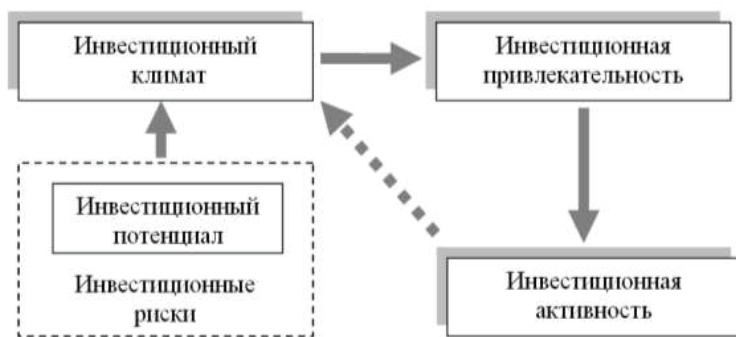 Инвестиционный
климат
Инвестиционная
привлекательность
Инвестиционный
потенциал
Инвестиционные
риски
Инвестиционная
активность